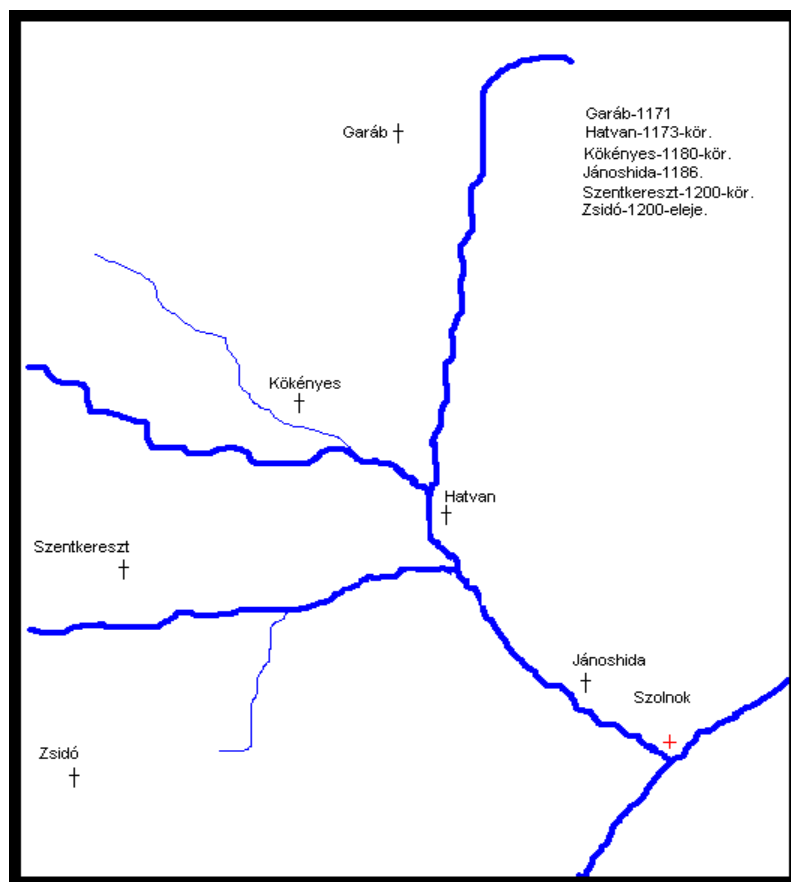 Garáb
Garáb-1171
Hatvan-1173-kör.
Kökényes-1180-kör.
Jánoshida-1186.
Szentkereszt-1200-kör.
Zsidó-1200-eleje.
Kökényes
Hatvan
Szentkereszt
Jánoshida
Szolnok
Zsidó